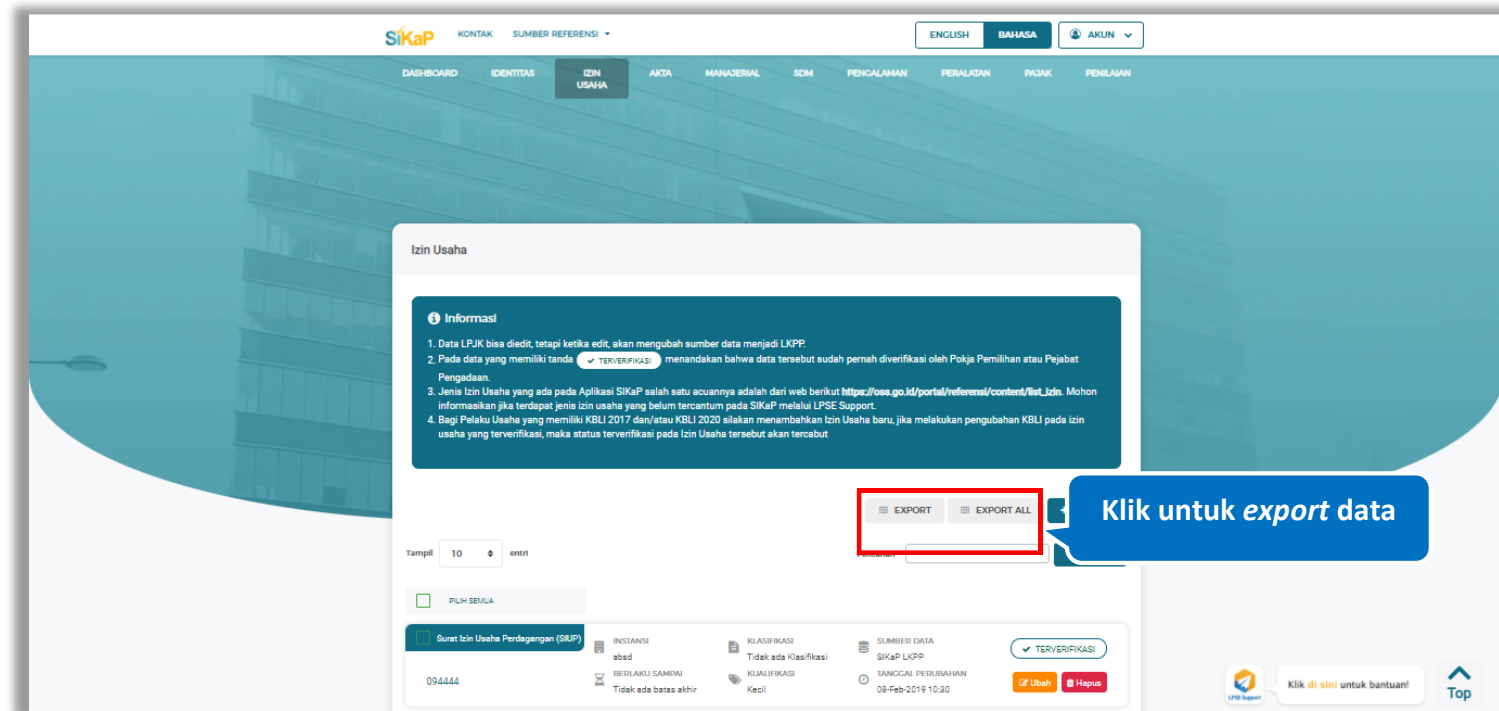 SiKaP KONTAK SUMBER REFERENSI ENGLISH BAHASA AKUN
DASHBOARD IDENTITAS IZIN USAHA AKTA MANAJERIAL SDM PENGALAMAN PERALATAN PAJAK PENILAIAN
Izin Usaha
Informasi
1. Data LPJK bisa diedit, tetapi ketika edit, akan mengubah sumber data menjadi LKPP.
2. Pada data yang memiliki tanda TERVERIFIKASI menandakan bahwa data tersebut sudah pernah diverifikasi oleh Pokja Pemilihan atau Pejabat
Pengadaan.
3. Jenis Izin Usaha yang ada pada Aplikasi SIKaP salah satu acuannya adalah dari web berikut https://oss.go.id/portal/referensi/content/list_izin. Mohon
informasikan jika terdapat jenis izin usaha yang belum tercantum pada SIKaP melalui LPSE Support.
4. Bagi Pelaku Usaha yang memiliki KBLI 2017 dan/atau KBLI 2020 silakan menambahkan Izin Usaha baru, jika melakukan pengubahan KBLI pada izin
usaha yang terverifikasi, maka status terverifikasi pada Izin Usaha tersebut akan tercabut
EXPORT EXPORT ALL
Klik untuk export data
Tampil 10 entri
PILIH SEMUA
Surat Izin Usaha Perdagangan (SIUP)
094444
INSTANSI
absd
BERLAKU SAMPAI
Tidak ada batas akhir
KLASIFIKASI
Tidak ada Klasifikasi
KUALIFIKASI
Kecil
SUMBER DATA
SIKaP LKPP
TANGGAL PERUBAHAN
08-Feb-2019 10:30
TERVERIFIKASI
Ubah Hapus
LPSE Support
Klik di sini untuk bantuan!
Top